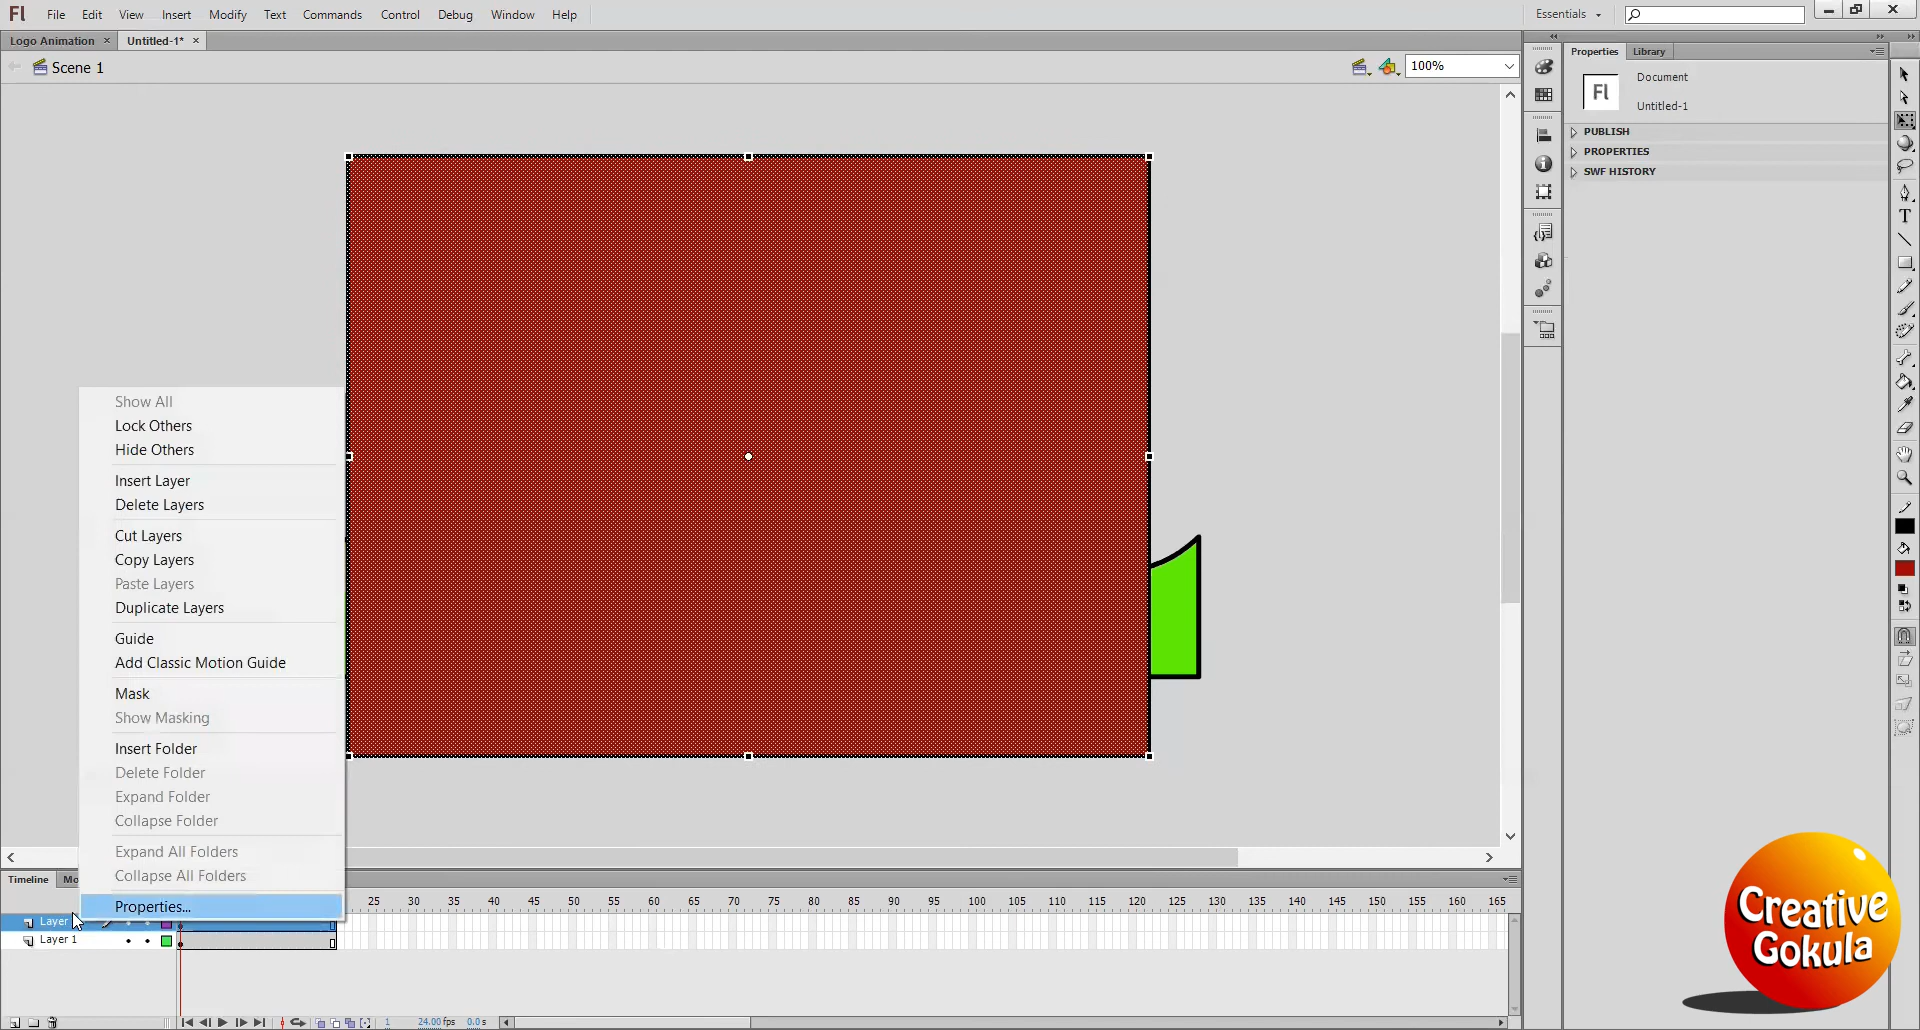 Fl File Edit View Insert Modify Text Commands Control Debug Window Help Essentials
Logo Animation × Untitled-1* ×
Scene 1 100%
Properties Library
Fl Document
Untitled-1
PUBLISH
PROPERTIES
SWF HISTORY
T
Show All
Lock Others
Hide Others
Insert Layer
Delete Layers
Cut Layers
Copy Layers
Paste Layers
Duplicate Layers
Guide
Add Classic Motion Guide
Mask
Show Masking
Insert Folder
Delete Folder
Expand Folder
Collapse Folder
Expand All Folders
Collapse All Folders
Properties...
Timeline Mo
25 30 35 40 45 50 55 60 65 70 75 80 85 90 95 100 105 110 115 120 125 130 135 140 145 150 155 160 165
Layer
Layer 1
1 24.00 fps 0.0 s
Creative
Gokula